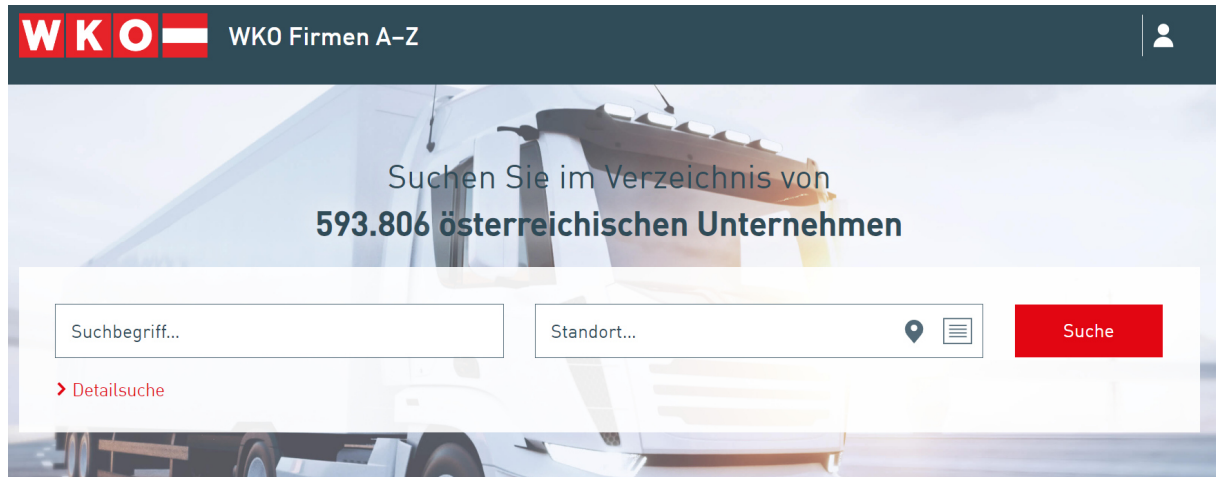 WKO
WKO Firmen A–Z
Suchen Sie im Verzeichnis von
593.806 österreichischen Unternehmen
Suchbegriff...
Standort...
Suche
Detailsuche